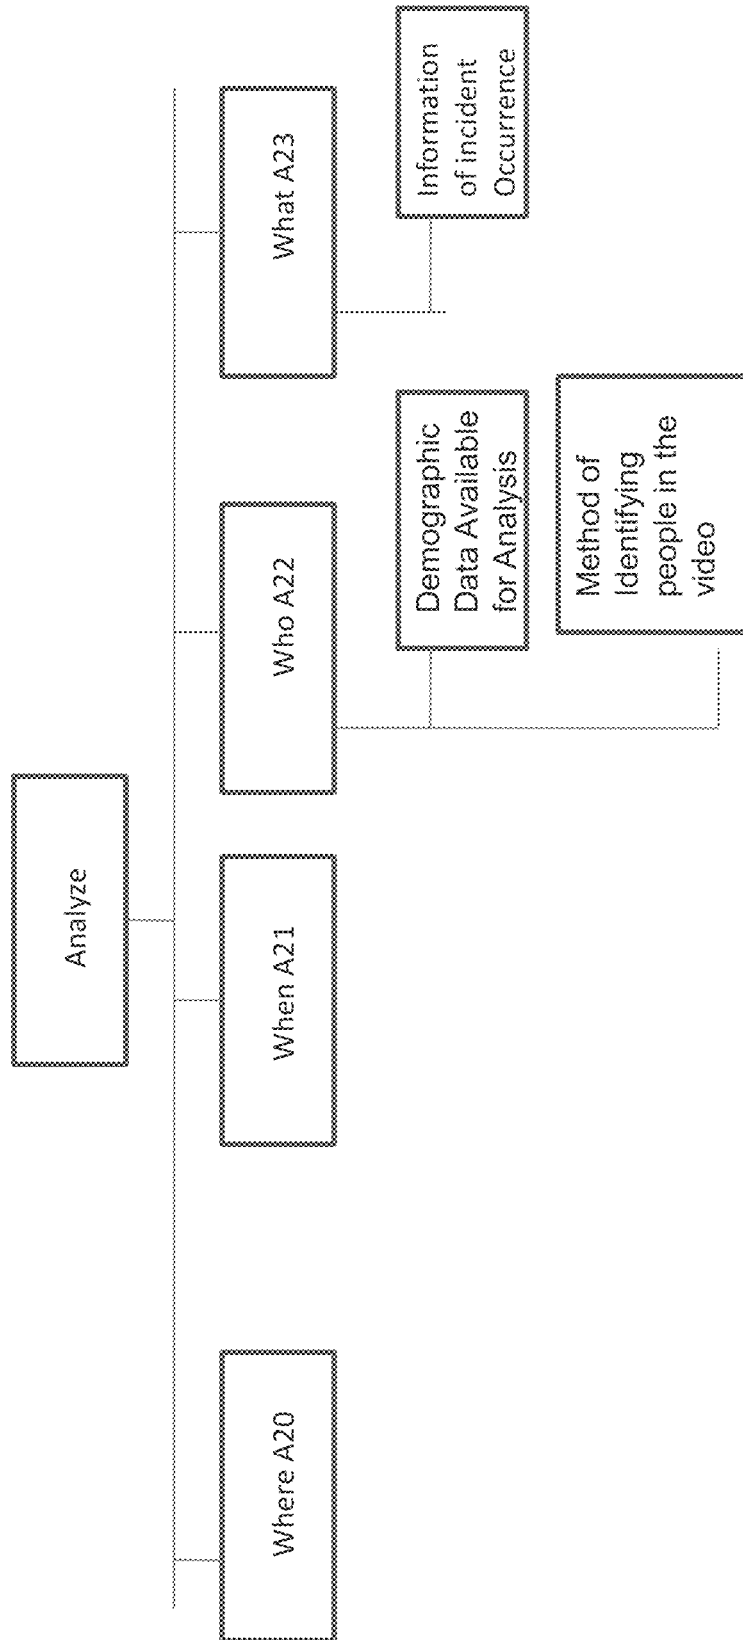 Analyze
Where A20
When A21
Who A22
What A23
Demographic
Data Available
for Analysis
Method of
Identifying
people in the
video
Information
of incident
Occurrence